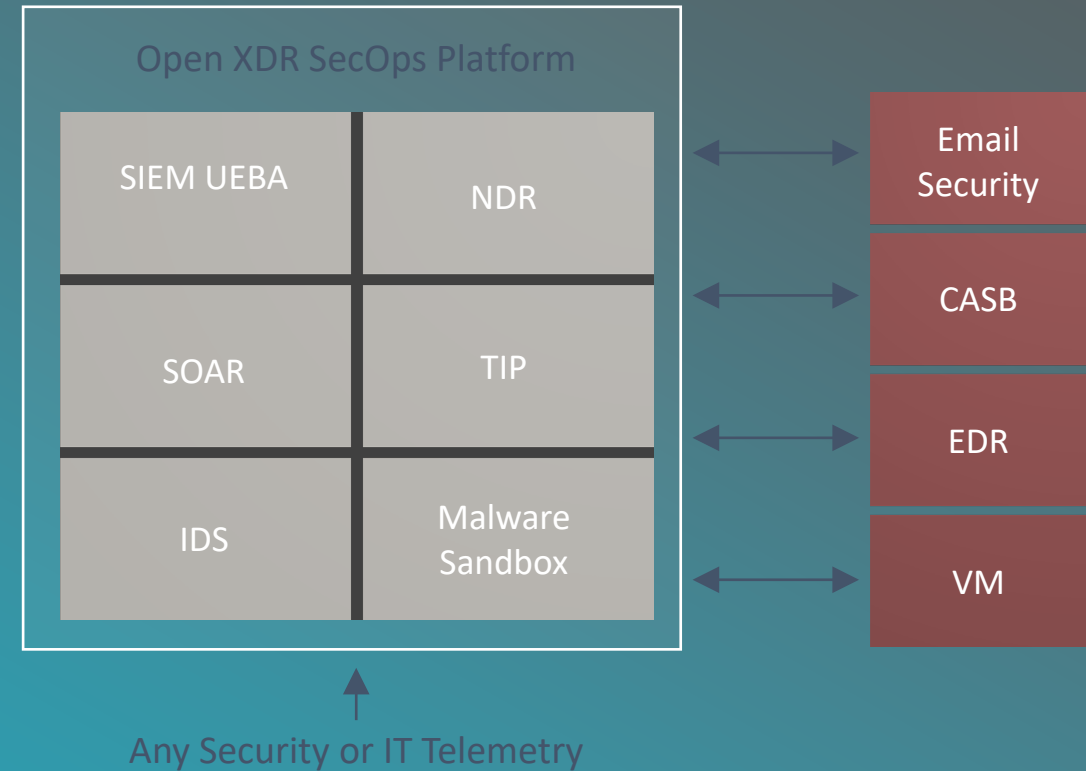 Open XDR SecOps Platform
SIEM UEBA
NDR
SOAR
TIP
IDS
Malware
Sandbox
Email
Security
CASB
EDR
VM
Any Security or IT Telemetry